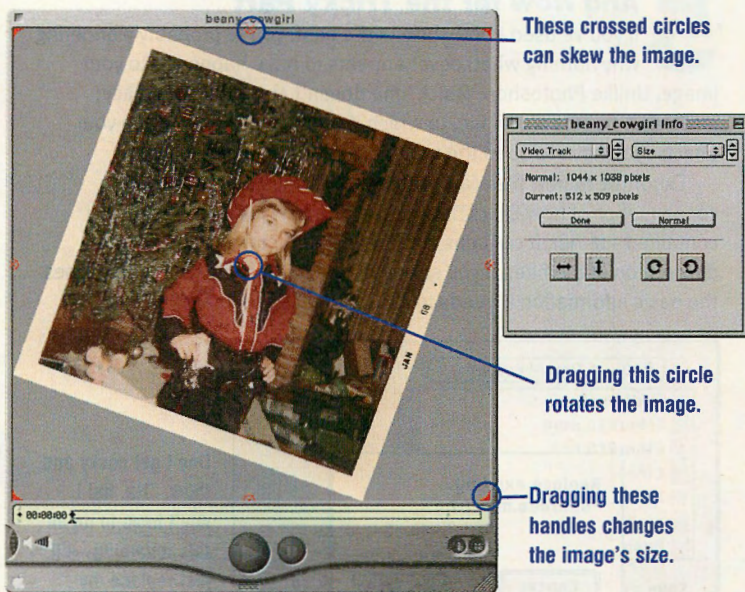 beany_cowgirl
These crossed circles
can skew the image.
beany_cowgirl Info
Video Track
Size
Normal: 1044 x 1038 pixels
Current: 512 x 509 pixels
Done
Normal
JAN 68
Dragging this circle
rotates the image.
00:00:00
Dragging these
handles changes
the image's size.